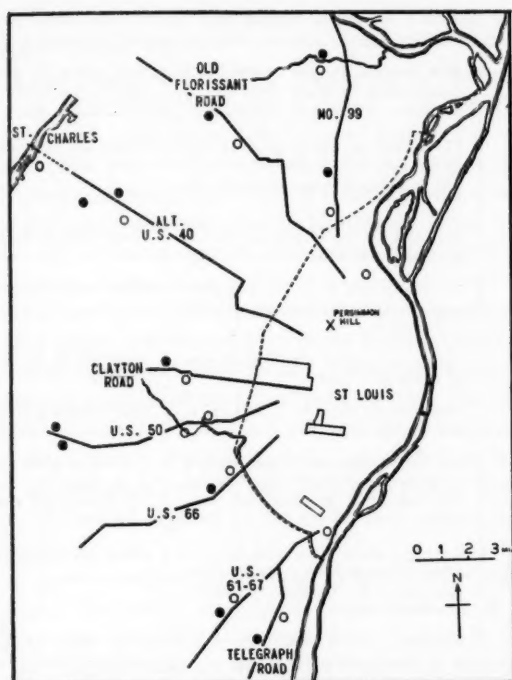 OLD
FLORISSANT
ROAD
MO. 99
ST. CHARLES
ALT.
U.S. 40
PERSIMMON
HILL
X
CLAYTON
ROAD
ST LOUIS
U.S. 50
U.S. 66
0 1 2 3 MI.
N
U.S.
61-67
TELEGRAPH
ROAD